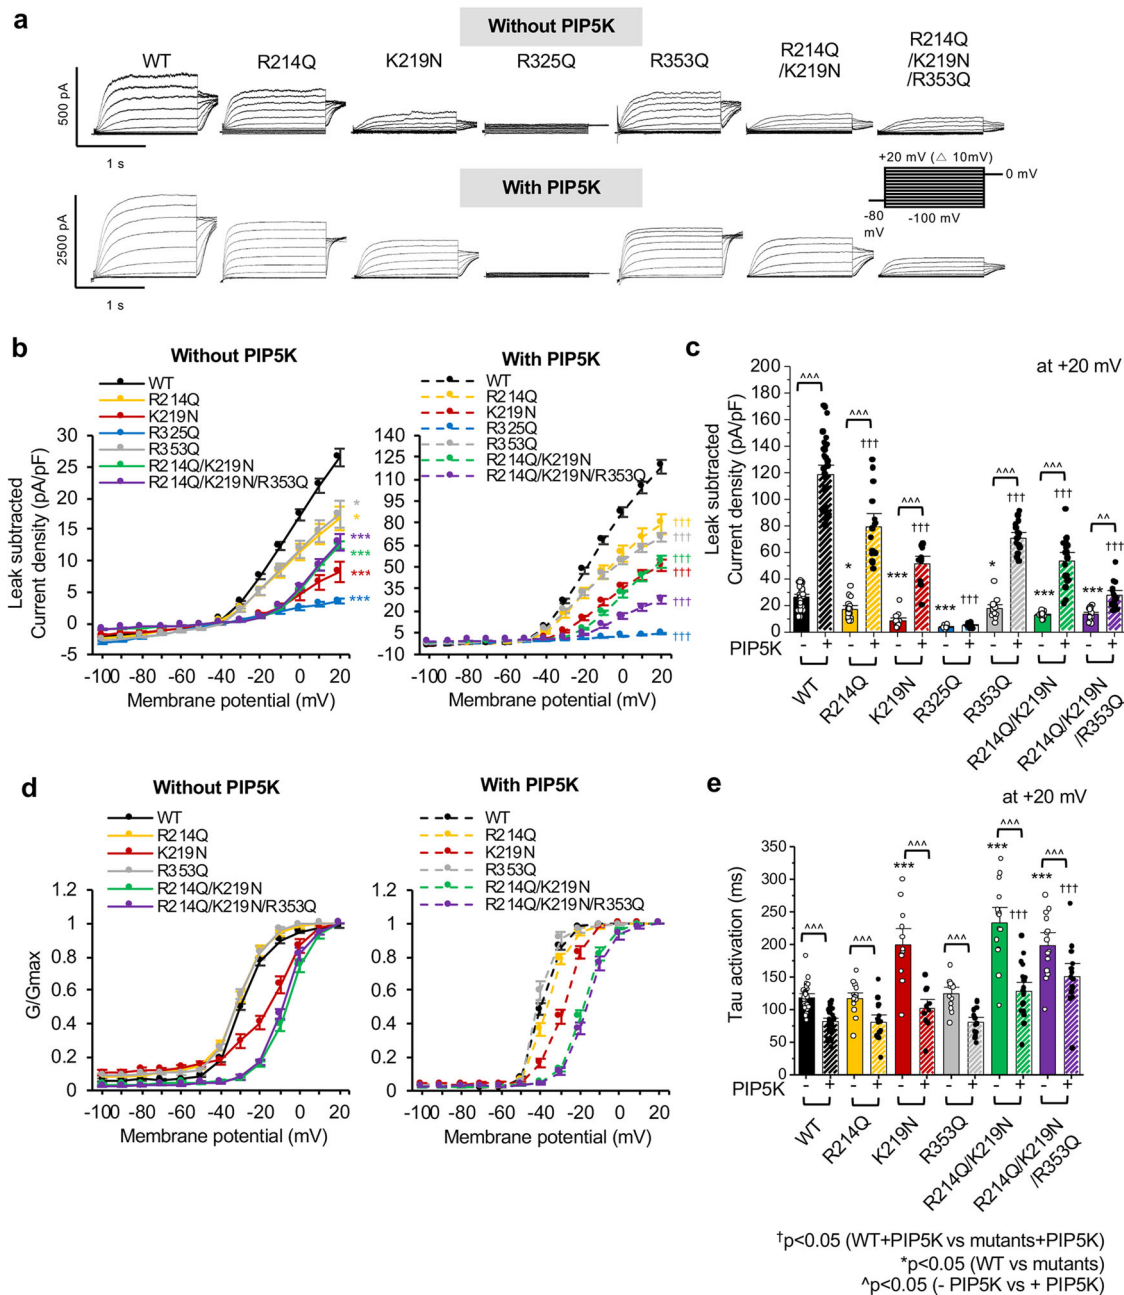 a
Without PIP5K
WT
R214Q
K219N
R325Q
R353Q
R214Q
/K219N
R214Q
/K219N
/R353Q
500 pA
1 s
With PIP5K
+20 mV (△ 10mV)
0 mV
-80
mV
-100 mV
2500 pA
1 s
b
Without PIP5K
WT
R214Q
K219N
R325Q
R353Q
R214Q/K219N
R214Q/K219N/R353Q
Leak subtracted
Current density (pA/pF)
30
25
20
15
10
5
0
-5
*
*
***
***
***
***
-100 -80 -60 -40 -20 0 20
Membrane potential (mV)
With PIP5K
WT
R214Q
K219N
R325Q
R353Q
R214Q/K219N
R214Q/K219N/R353Q
140
125
110
95
80
65
50
35
20
5
-10
†††
†††
†††
†††
†††
†††
-100 -80 -60 -40 -20 0 20
Membrane potential (mV)
c
at +20 mV
Leak subtracted
Current density (pA/pF)
200
180
160
140
120
100
80
60
40
20
0
^^^
^^^ †††
^^^ †††
^^^ †††
^^^ †††
^^ †††
* *** *** †††
* *** ***
PIP5K - + - + - + - + - + - + - +
WT
R214Q
K219N
R325Q
R353Q
R214Q/K219N
R214Q/K219N
/R353Q
d
Without PIP5K
WT
R214Q
K219N
R353Q
R214Q/K219N
R214Q/K219N/R353Q
G/Gmax
1.2
1
0.8
0.6
0.4
0.2
0
-100 -80 -60 -40 -20 0 20
Membrane potential (mV)
With PIP5K
WT
R214Q
K219N
R353Q
R214Q/K219N
R214Q/K219N/R353Q
1.2
1
0.8
0.6
0.4
0.2
0
-100 -80 -60 -40 -20 0 20
Membrane potential (mV)
e
at +20 mV
Tau activation (ms)
350
300
250
200
150
100
50
0
^^^
^^^
*** ^^^
^^^
*** ^^^ †††
*** ^^^ †††
PIP5K - + - + - + - + - + - +
WT
R214Q
K219N
R353Q
R214Q/K219N
R214Q/K219N
/R353Q
†p<0.05 (WT+PIP5K vs mutants+PIP5K)
*p<0.05 (WT vs mutants)
^p<0.05 (- PIP5K vs + PIP5K)